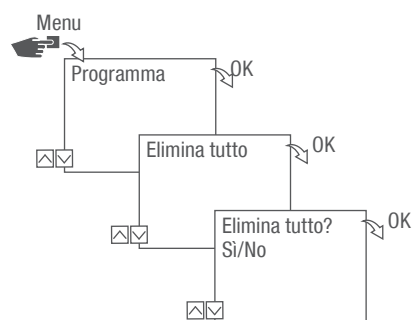 Menu
Programma
OK
Elimina tutto
OK
Elimina tutto?
Sì/No
OK